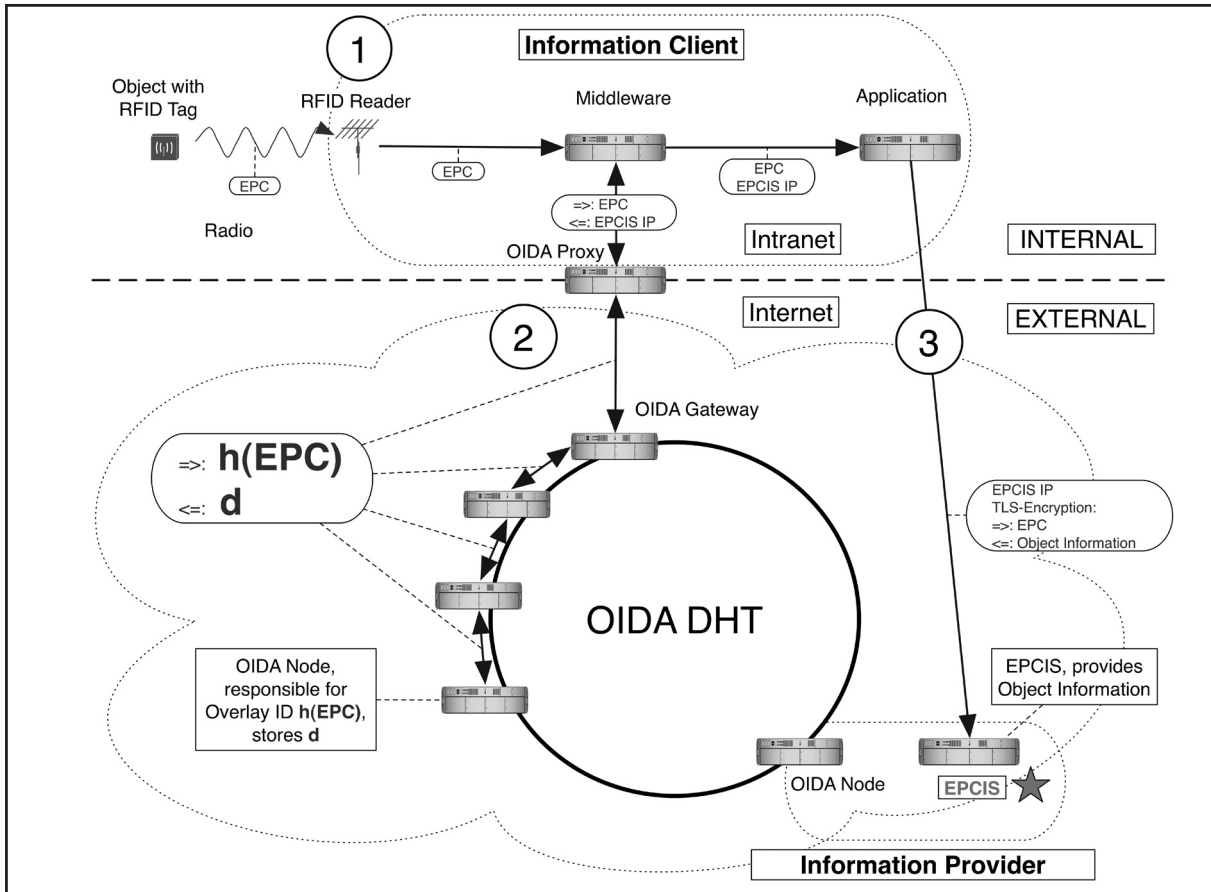 1
Information Client
Object with
RFID Tag
RFID Reader
Middleware
Application
EPC
EPC
EPC
EPCIS IP
Radio
=>: EPC
<=: EPCIS IP
OIDA Proxy
Intranet
INTERNAL
Internet
EXTERNAL
2
3
OIDA Gateway
=>: h(EPC)
<=: d
EPCIS IP
TLS-Encryption:
=>: EPC
<=: Object Information
OIDA DHT
OIDA Node,
responsible for
Overlay ID h(EPC),
stores d
EPCIS, provides
Object Information
OIDA Node
EPCIS
Information Provider